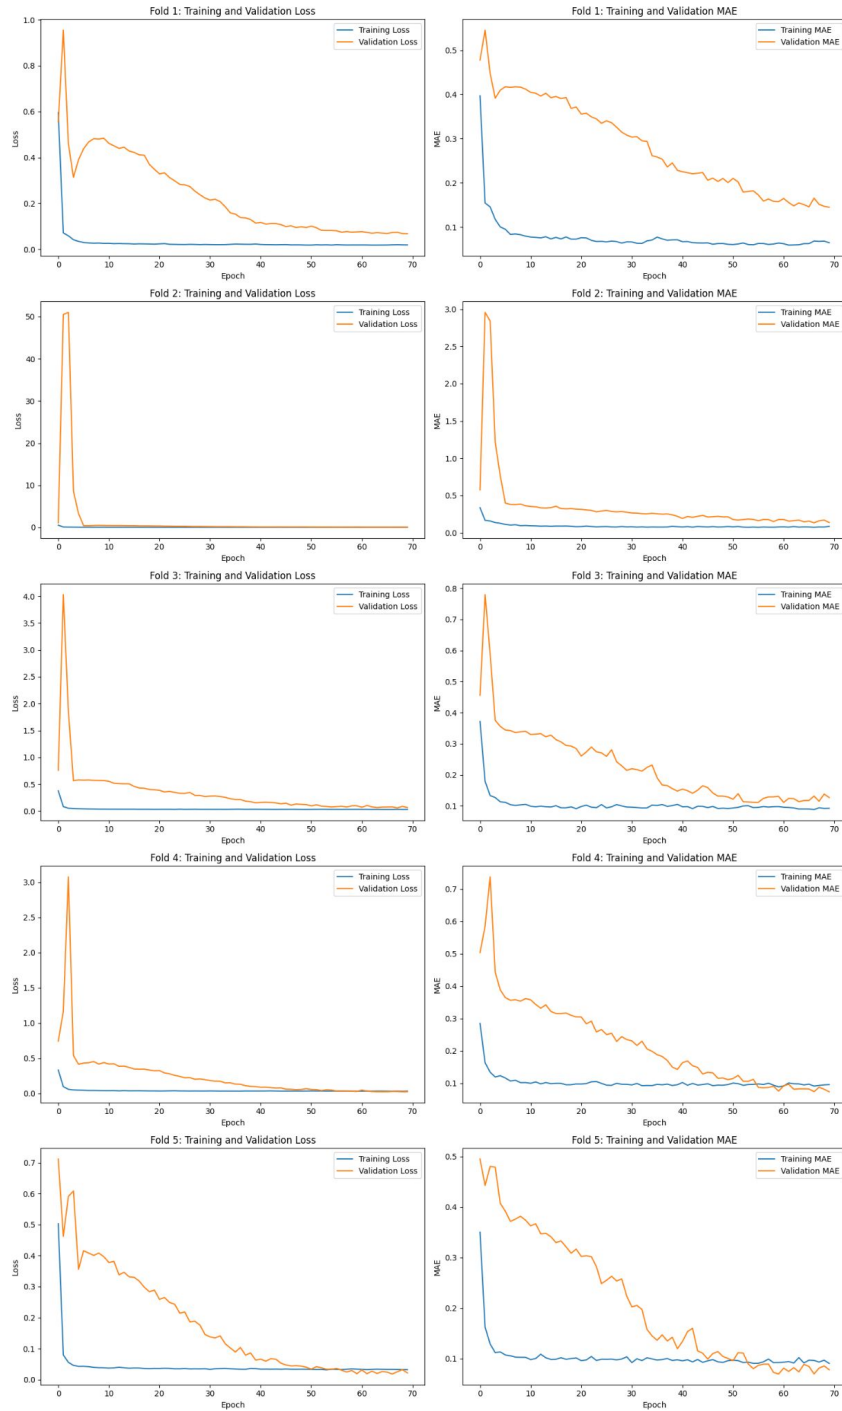 Fold 1: Training and Validation Loss
Training Loss
Validation Loss
1.0
0.8
0.6
0.4
0.2
0.0
Loss
0 10 20 30 40 50 60 70
Epoch
Fold 1: Training and Validation MAE
Training MAE
Validation MAE
0.5
0.4
0.3
0.2
0.1
MAE
0 10 20 30 40 50 60 70
Epoch
Fold 2: Training and Validation Loss
Training Loss
Validation Loss
50
40
30
20
10
0
Loss
0 10 20 30 40 50 60 70
Epoch
Fold 2: Training and Validation MAE
Training MAE
Validation MAE
3.0
2.5
2.0
1.5
1.0
0.5
0.0
MAE
0 10 20 30 40 50 60 70
Epoch
Fold 3: Training and Validation Loss
Training Loss
Validation Loss
4.0
3.5
3.0
2.5
2.0
1.5
1.0
0.5
0.0
Loss
0 10 20 30 40 50 60 70
Epoch
Fold 3: Training and Validation MAE
Training MAE
Validation MAE
0.8
0.7
0.6
0.5
0.4
0.3
0.2
0.1
MAE
0 10 20 30 40 50 60 70
Epoch
Fold 4: Training and Validation Loss
Training Loss
Validation Loss
3.0
2.5
2.0
1.5
1.0
0.5
0.0
Loss
0 10 20 30 40 50 60 70
Epoch
Fold 4: Training and Validation MAE
Training MAE
Validation MAE
0.7
0.6
0.5
0.4
0.3
0.2
0.1
MAE
0 10 20 30 40 50 60 70
Epoch
Fold 5: Training and Validation Loss
Training Loss
Validation Loss
0.7
0.6
0.5
0.4
0.3
0.2
0.1
0.0
Loss
0 10 20 30 40 50 60 70
Epoch
Fold 5: Training and Validation MAE
Training MAE
Validation MAE
0.5
0.4
0.3
0.2
0.1
MAE
0 10 20 30 40 50 60 70
Epoch